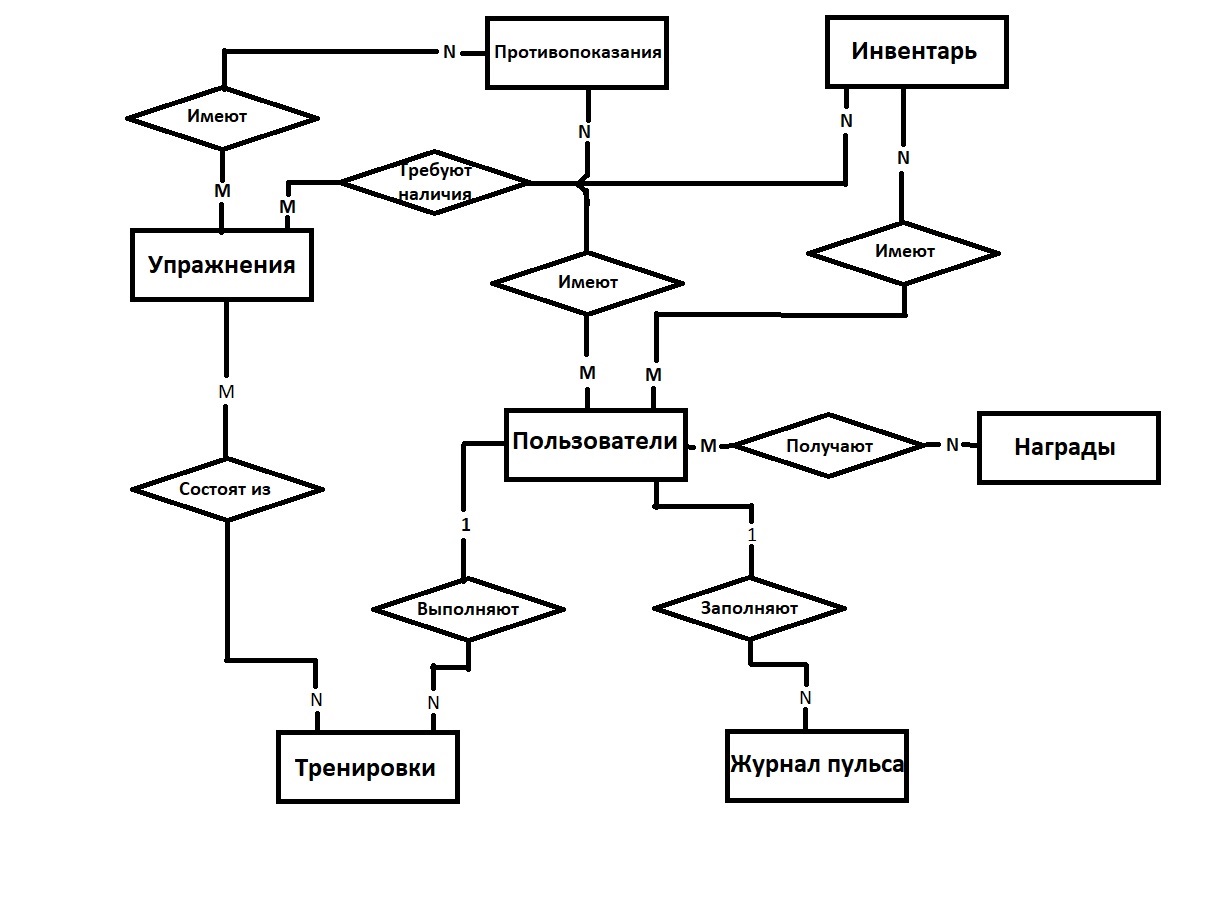 N
Противопоказания
Инвентарь
Имеют
N
N
N
Требуют
наличия
M
M
Упражнения
Имеют
Имеют
M
M
M
Пользователи
M
Получают
N
Награды
Состоят из
1
1
Выполняют
Заполняют
N
N
N
Тренировки
Журнал пульса